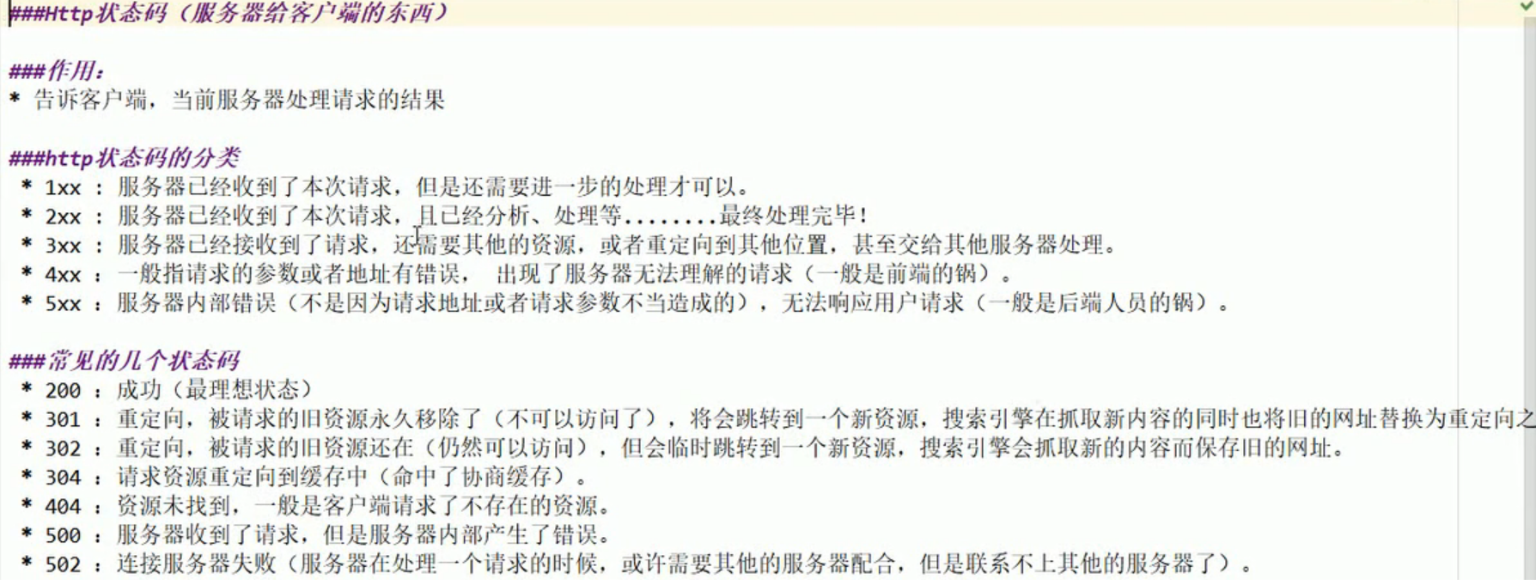 ###Http状态码（服务器给客户端的东西）
###作用：
* 告诉客户端，当前服务器处理请求的结果
###http状态码的分类
* 1xx : 服务器已经收到了本次请求，但是还需要进一步的处理才可以。
* 2xx : 服务器已经收到了本次请求，且已经分析、处理等........最终处理完毕！
* 3xx : 服务器已经接收到了请求，还需要其他的资源，或者重定向到其他位置，甚至交给其他服务器处理。
* 4xx : 一般指请求的参数或者地址有错误， 出现了服务器无法理解的请求（一般是前端的锅）。
* 5xx : 服务器内部错误（不是因为请求地址或者请求参数不当造成的），无法响应用户请求（一般是后端人员的锅）。
###常见的几个状态码
* 200 : 成功（最理想状态）
* 301 : 重定向，被请求的旧资源永久移除了（不可以访问了），将会跳转到一个新资源，搜索引擎在抓取新内容的同时也将旧的网址替换为重定向之
* 302 : 重定向，被请求的旧资源还在（仍然可以访问），但会临时跳转到一个新资源，搜索引擎会抓取新的内容而保存旧的网址。
* 304 : 请求资源重定向到缓存中（命中了协商缓存）。
* 404 : 资源未找到，一般是客户端请求了不存在的资源。
* 500 : 服务器收到了请求，但是服务器内部产生了错误。
* 502 : 连接服务器失败（服务器在处理一个请求的时候，或许需要其他的服务器配合，但是联系不上其他的服务器了）。